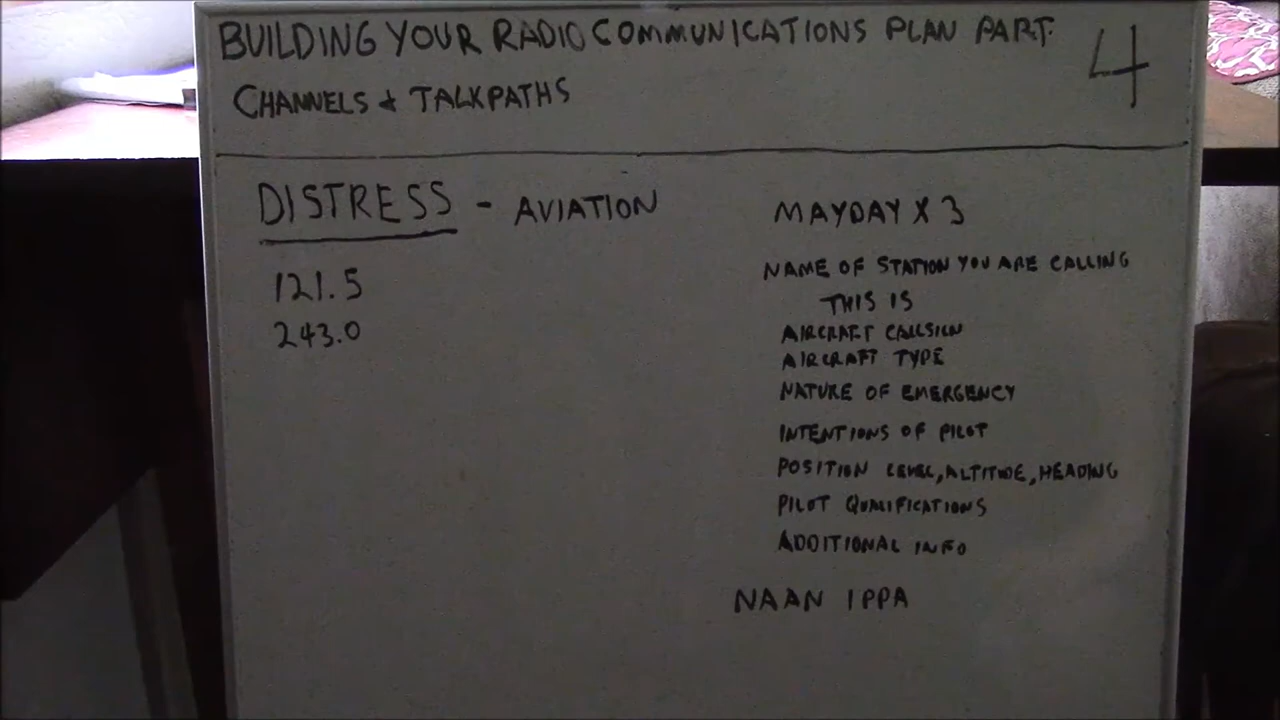 BUILDING YOUR RADIO COMMUNICATIONS PLAN PART 4
CHANNELS & TALKPATHS
DISTRESS - AVIATION
121.5
243.0
MAYDAY X 3
NAME OF STATION YOU ARE CALLING
THIS IS
AIRCRAFT CALLSIGN
AIRCRAFT TYPE
NATURE OF EMERGENCY
INTENTIONS OF PILOT
POSITION LEVEL, ALTITUDE, HEADING
PILOT QUALIFICATIONS
ADDITIONAL INFO
NAAN IPPA